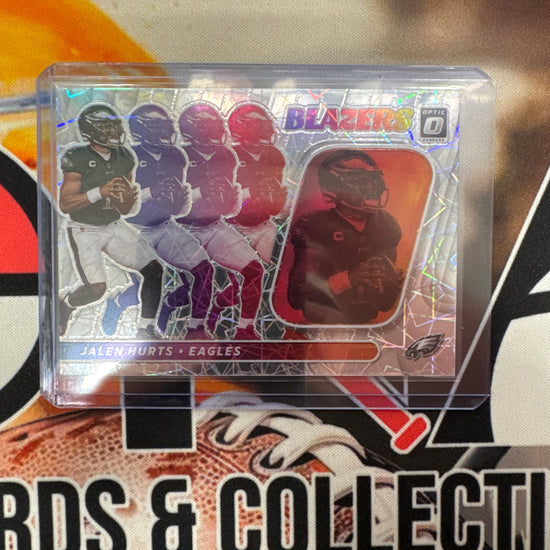 BLAZERS
OPTIC
JALEN HURTS • EAGLES
RDS & COLLECTI